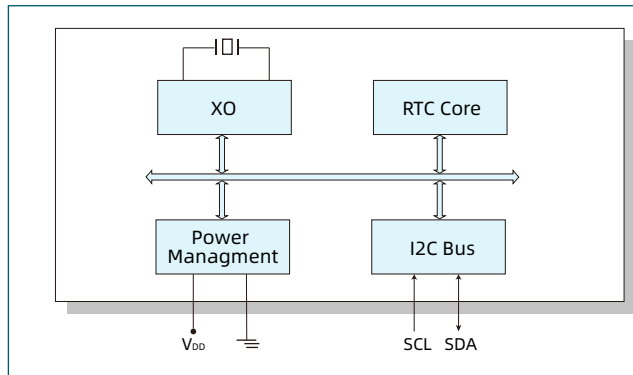 XO
RTC Core
Power
Managment
I2C Bus
VDD
SCL
SDA